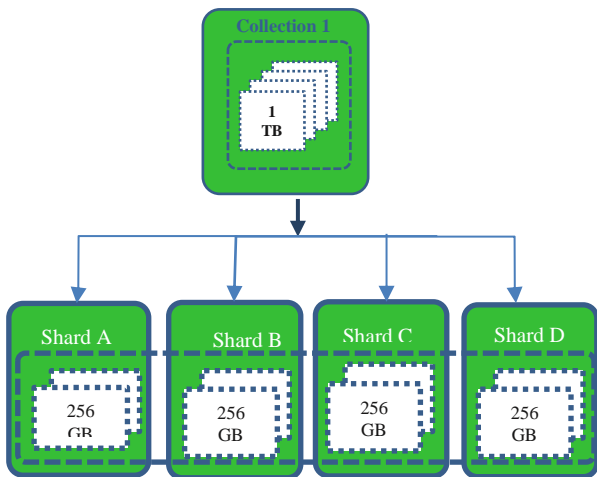 Collection 1
1
TB
Shard A
Shard B
Shard C
Shard D
256
GB
256
GB
256
GB
256
GB